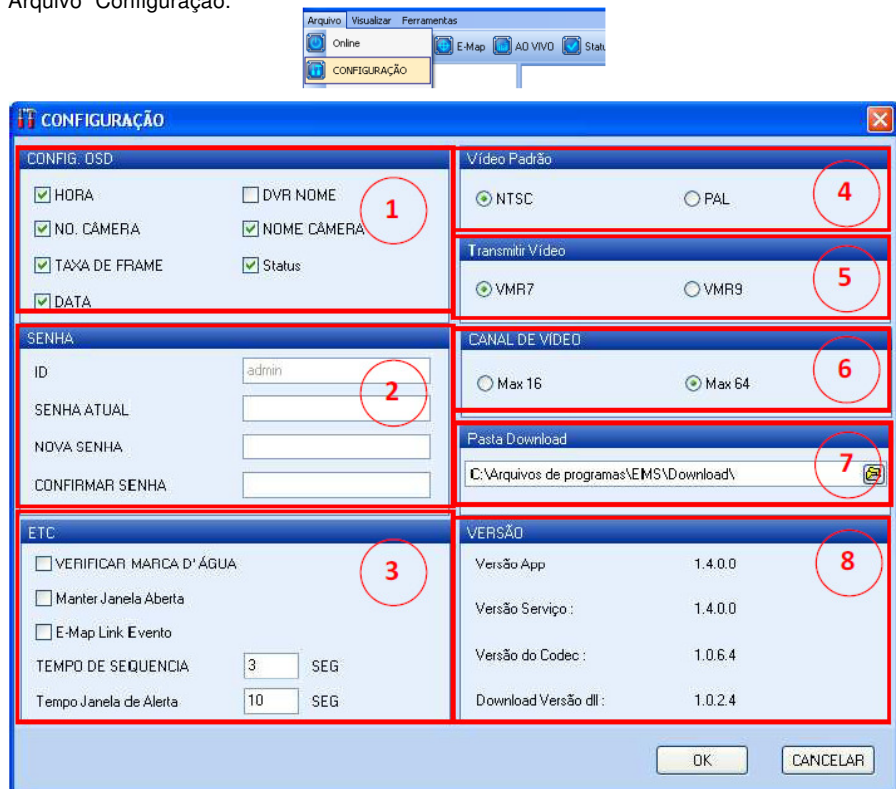 Arquivo Configuração.
Arquivo Visualizar Ferramentas
Online
E-Map AO VIVO Statu
CONFIGURAÇÃO
CONFIGURAÇÃO
CONFIG. OSD
HORA
DVR NOME
NO. CÂMERA
NOME CÂMERA
TAXA DE FRAME
Status
DATA
1
Vídeo Padrão
NTSC
PAL
4
Transmitir Vídeo
VMR7
VMR9
5
SENHA
ID
admin
SENHA ATUAL
NOVA SENHA
CONFIRMAR SENHA
2
CANAL DE VIDEO
Max 16
Max 64
6
Pasta Download
C:\Arquivos de programas\EMS\Download\
7
ETC
VERIFICAR MARCA D'ÁGUA
Manter Janela Aberta
E-Map Link Evento
TEMPO DE SEQUENCIA 3 SEG
Tempo Janela de Alerta 10 SEG
3
VERSÃO
Versão App 1.4.0.0
Versão Serviço : 1.4.0.0
Versão do Codec : 1.0.6.4
Download Versão dll : 1.0.2.4
8
OK
CANCELAR